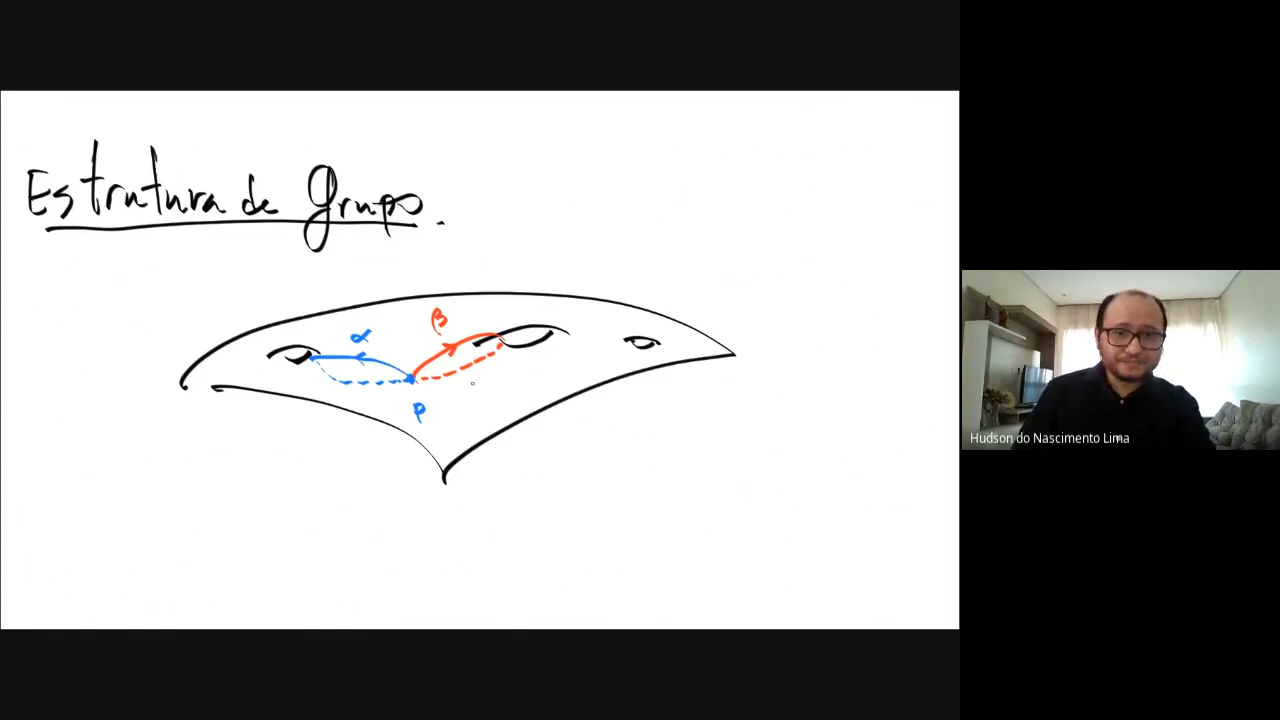 Estrutura de Grupo.
β
α
p
Hudson do Nascimento Lima